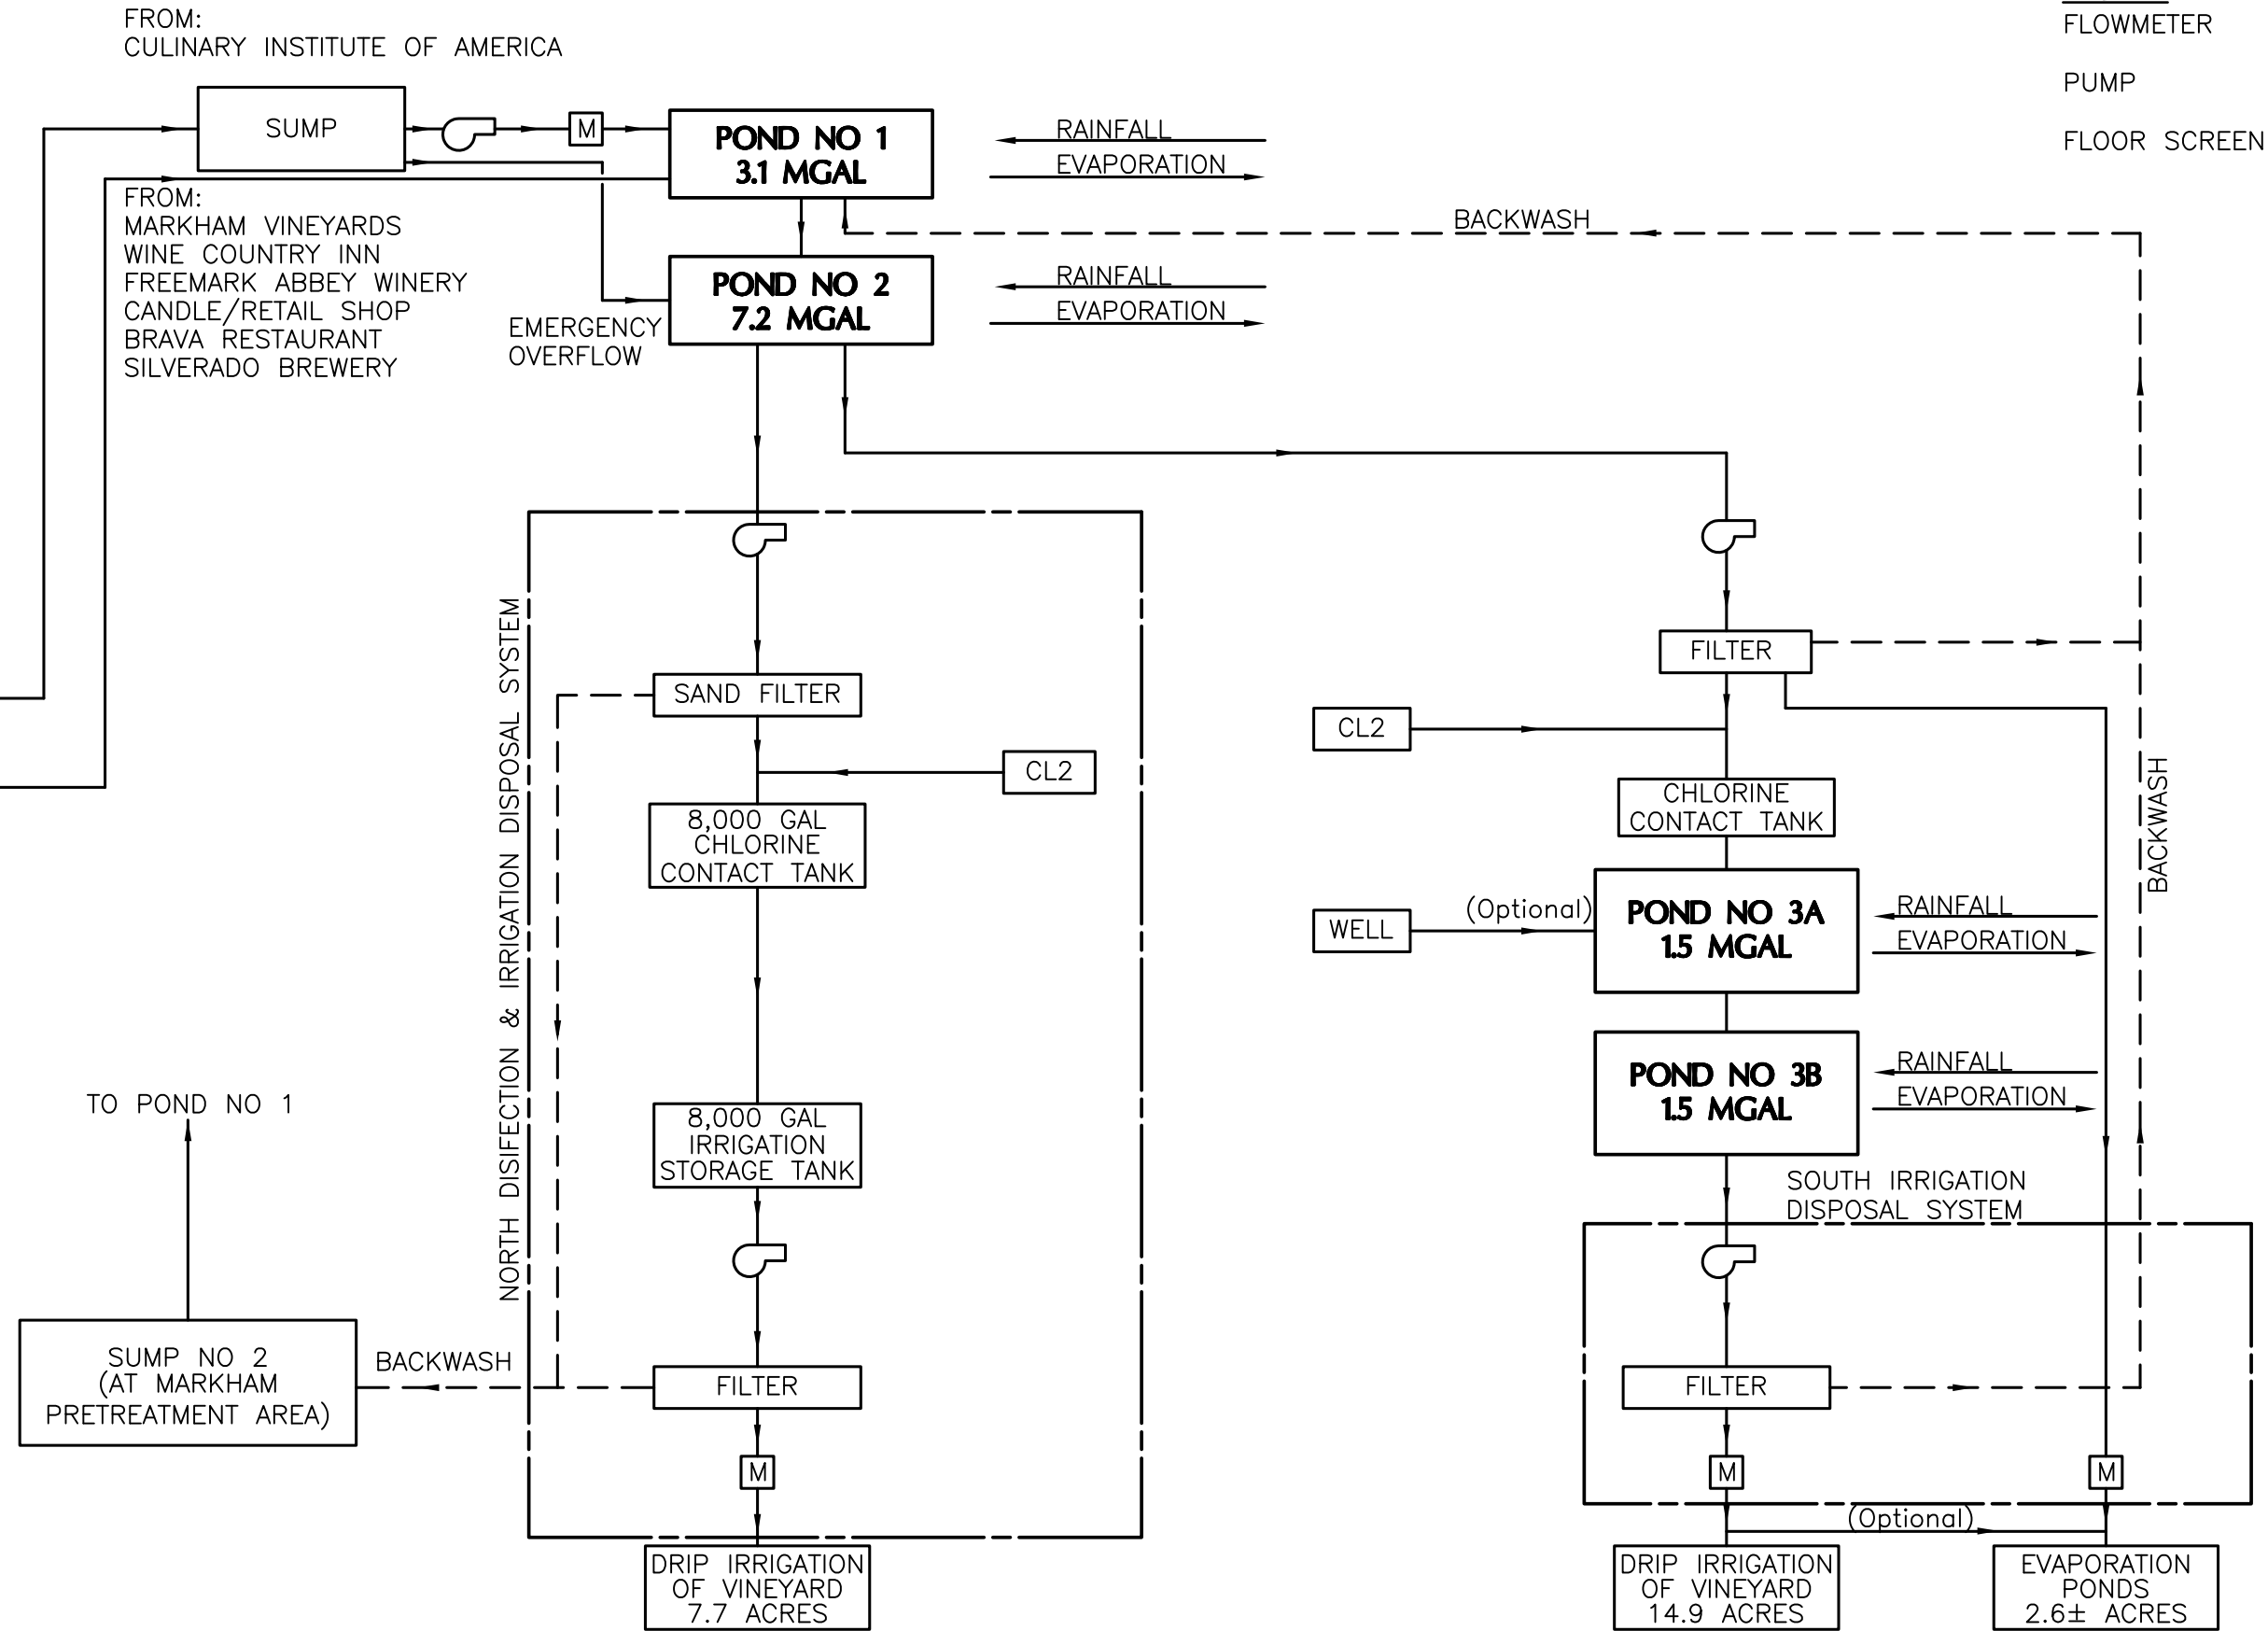 FROM:
CULINARY INSTITUTE OF AMERICA
FLOWMETER
PUMP
FLOOR SCREEN
SUMP
M
POND NO 1
3.1 MGAL
RAINFALL
EVAPORATION
FROM:
MARKHAM VINEYARDS
WINE COUNTRY INN
FREEMARK ABBEY WINERY
CANDLE/RETAIL SHOP
BRAVA RESTAURANT
SILVERADO BREWERY
BACKWASH
POND NO 2
7.2 MGAL
RAINFALL
EVAPORATION
EMERGENCY
OVERFLOW
NORTH DISIFECTION & IRRIGATION DISPOSAL SYSTEM
SAND FILTER
CL2
8,000 GAL
CHLORINE
CONTACT TANK
8,000 GAL
IRRIGATION
STORAGE TANK
TO POND NO 1
SUMP NO 2
(AT MARKHAM
PRETREATMENT AREA)
BACKWASH
FILTER
M
DRIP IRRIGATION
OF VINEYARD
7.7 ACRES
FILTER
CL2
CHLORINE
CONTACT TANK
BACKWASH
WELL
(Optional)
POND NO 3A
1.5 MGAL
RAINFALL
EVAPORATION
POND NO 3B
1.5 MGAL
RAINFALL
EVAPORATION
SOUTH IRRIGATION
DISPOSAL SYSTEM
FILTER
M
M
(Optional)
DRIP IRRIGATION
OF VINEYARD
14.9 ACRES
EVAPORATION
PONDS
2.6± ACRES